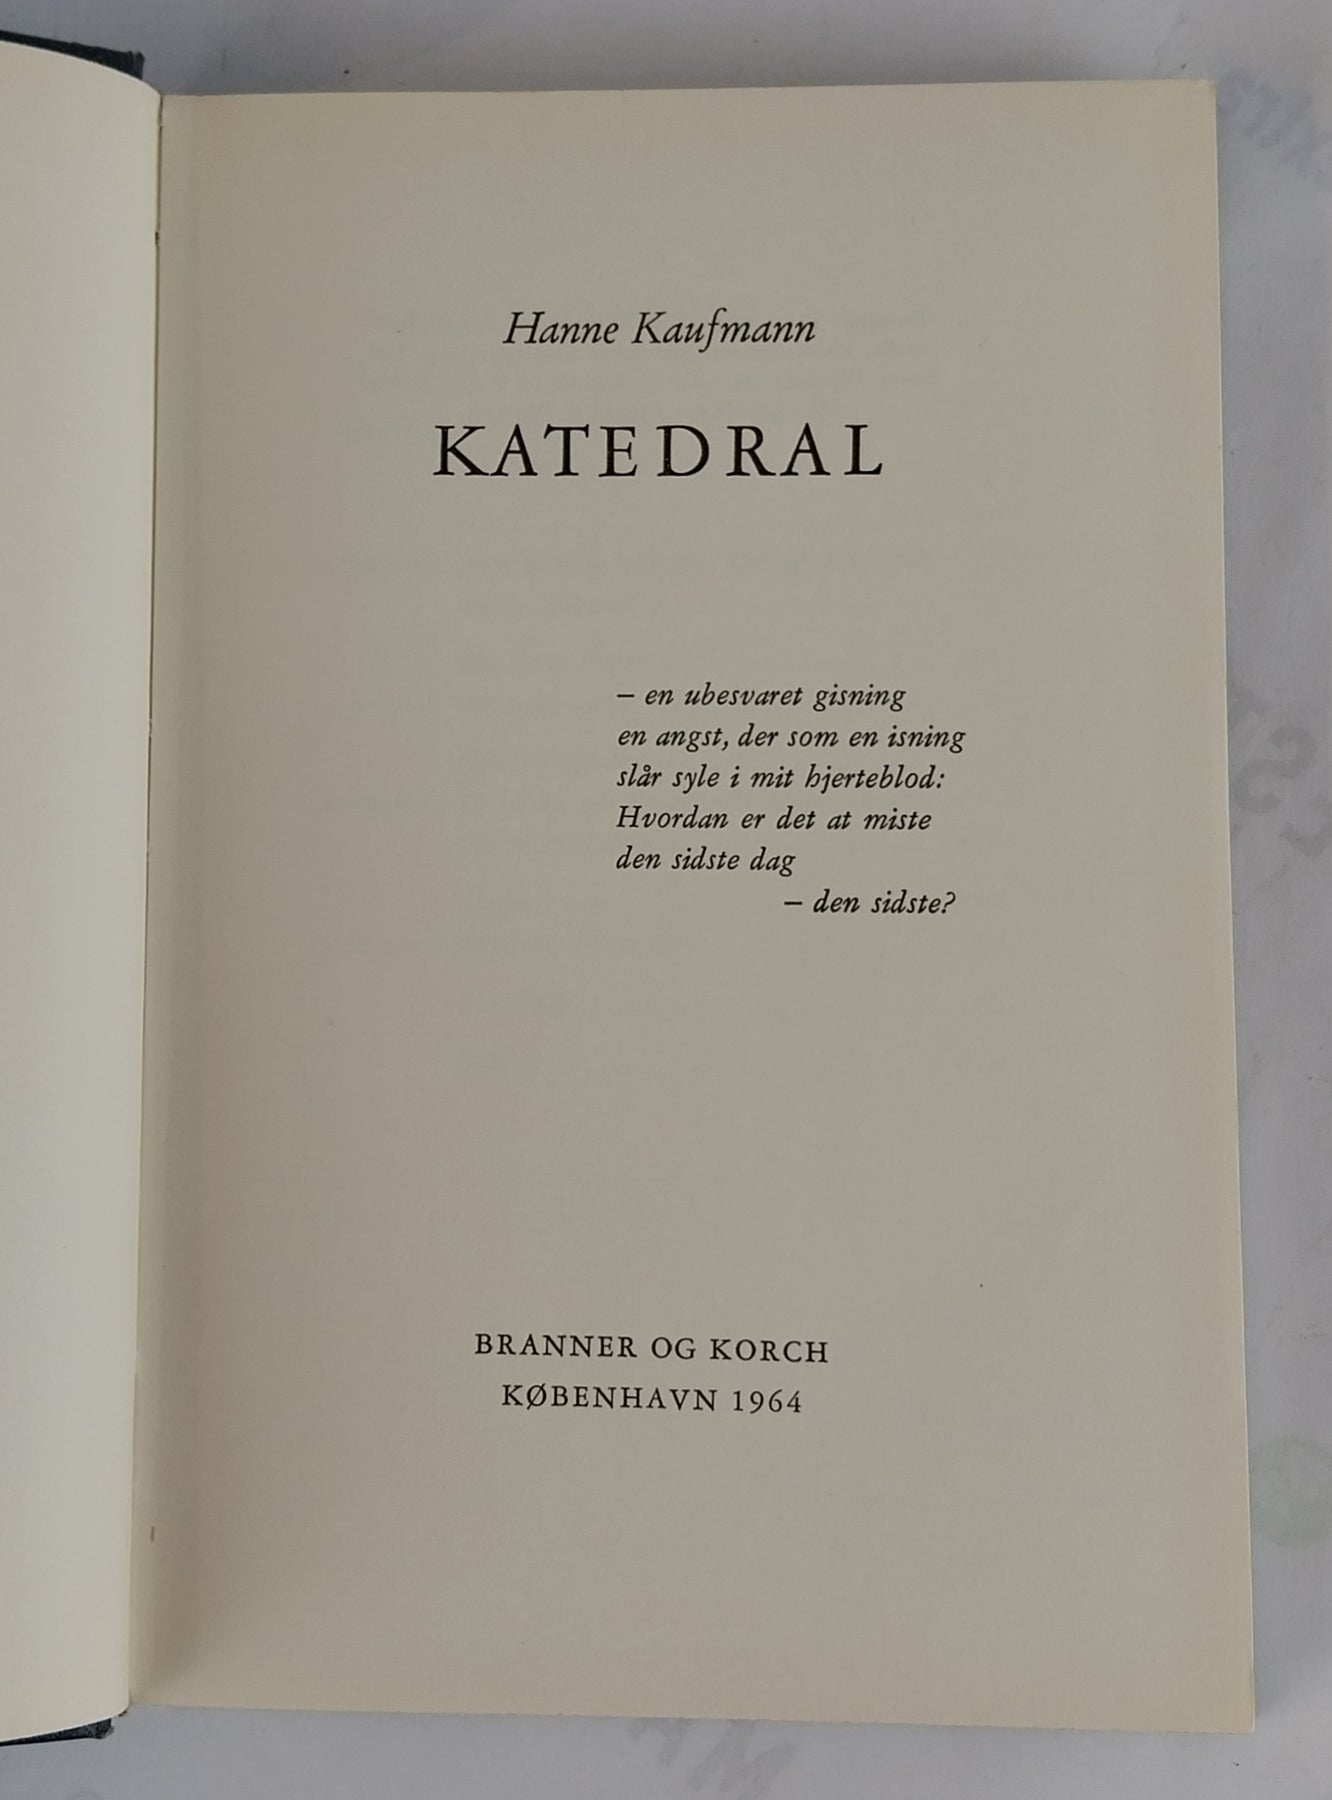 Hanne Kaufmann
KATEDRAL
– en ubesvaret gisning
en angst, der som en isning
slår syle i mit hjerteblod:
Hvordan er det at miste
den sidste dag
– den sidste?
BRANNER OG KORCH
KØBENHAVN 1964